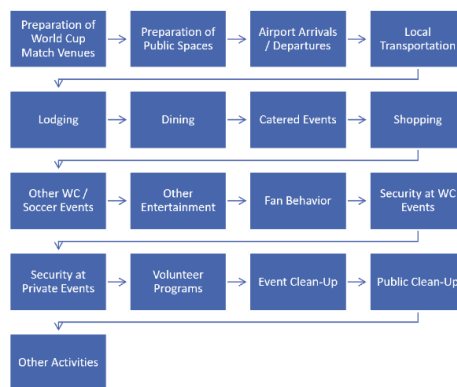 Preparation of
World Cup
Match Venues
Preparation of
Public Spaces
Airport Arrivals
/ Departures
Local
Transportation
Lodging
Dining
Catered Events
Shopping
Other WC /
Soccer Events
Other
Entertainment
Fan Behavior
Security at WC
Events
Security at
Private Events
Volunteer
Programs
Event Clean-Up
Public Clean-Up
Other Activities